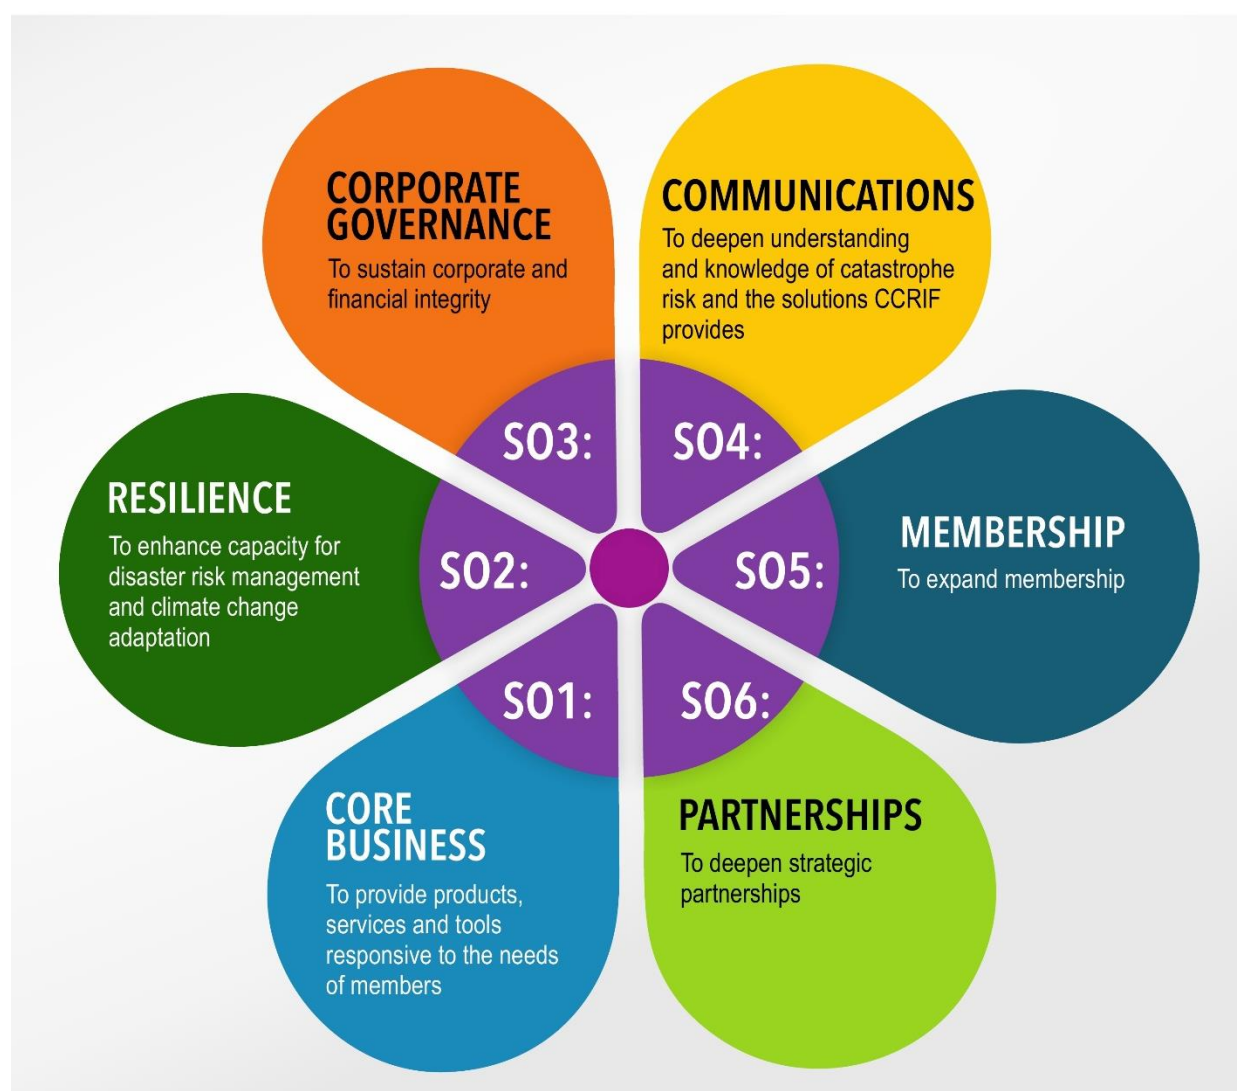 SO1:
CORE
BUSINESS
To provide products,
services and tools
responsive to the needs
of members
SO2:
RESILIENCE
To enhance capacity for
disaster risk management
and climate change
adaptation
SO3:
CORPORATE
GOVERNANCE
To sustain corporate and
financial integrity
SO4:
COMMUNICATIONS
To deepen understanding
and knowledge of catastrophe
risk and the solutions CCRIF
provides
SO5:
MEMBERSHIP
To expand membership
SO6:
PARTNERSHIPS
To deepen strategic
partnerships